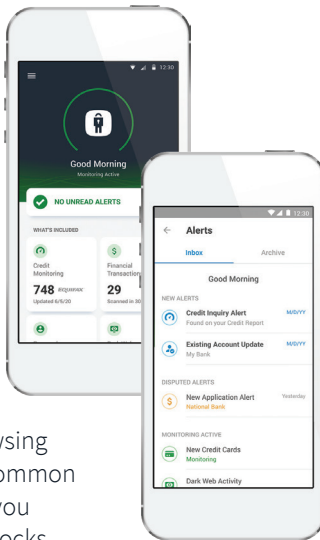 12:30
Good Morning
Monitoring Active
NO UNREAD ALERTS
WHAT'S INCLUDED
Credit
Monitoring
748 EQUIFAX
Updated 6/5/20
Financial
Transaction
29
Scanned in 30
12:30
Alerts
Inbox Archive
Good Morning
NEW ALERTS
Credit Inquiry Alert M/D/YY
Found on your Credit Report
Existing Account Update M/D/YY
My Bank
DISPUTED ALERTS
New Application Alert Yesterday
National Bank
MONITORING ACTIVE
New Credit Cards
Monitoring
Dark Web Activity
wsing
ommon
you
ocks